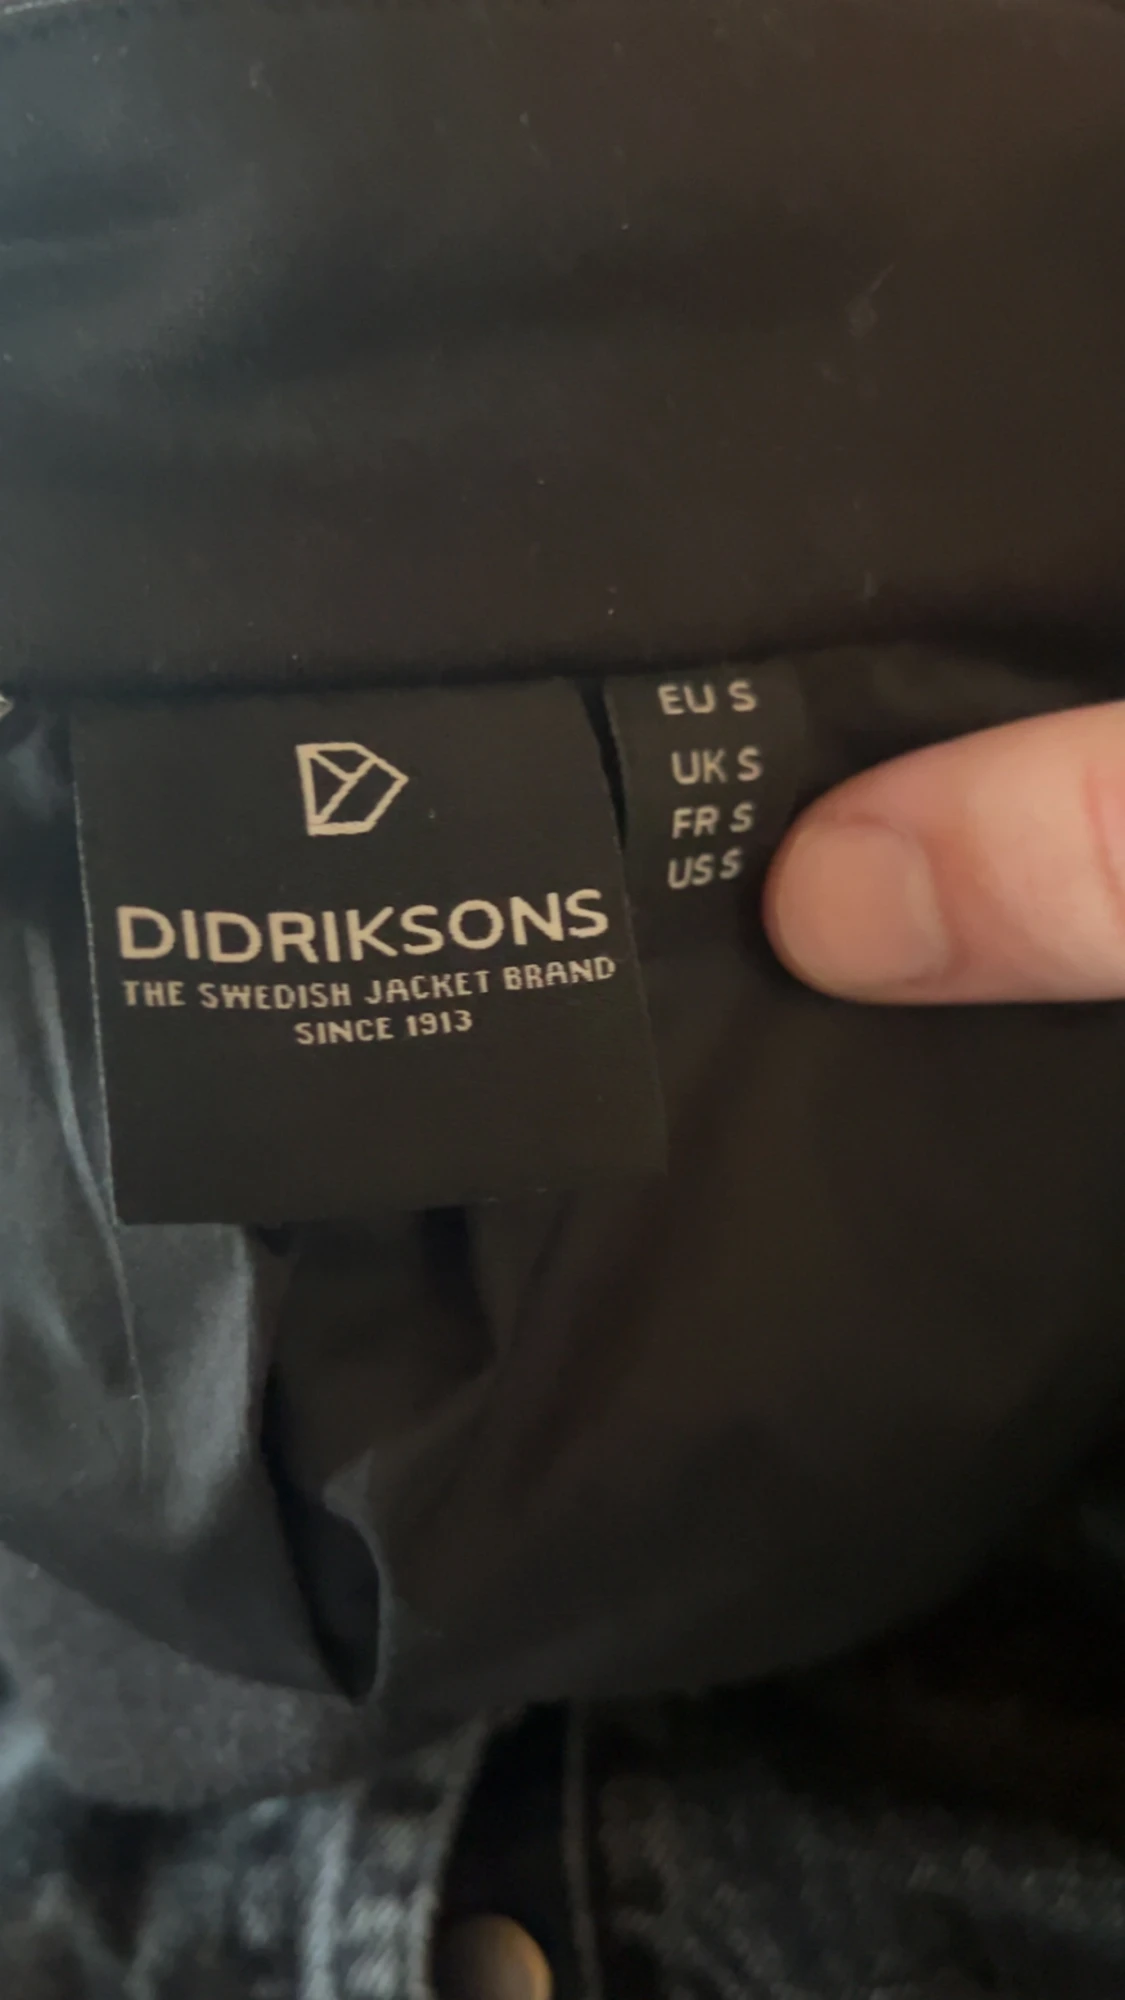 DIDRIKSONS
THE SWEDISH JACKET BRAND
SINCE 1913
EU S
UK S
FR S
US S